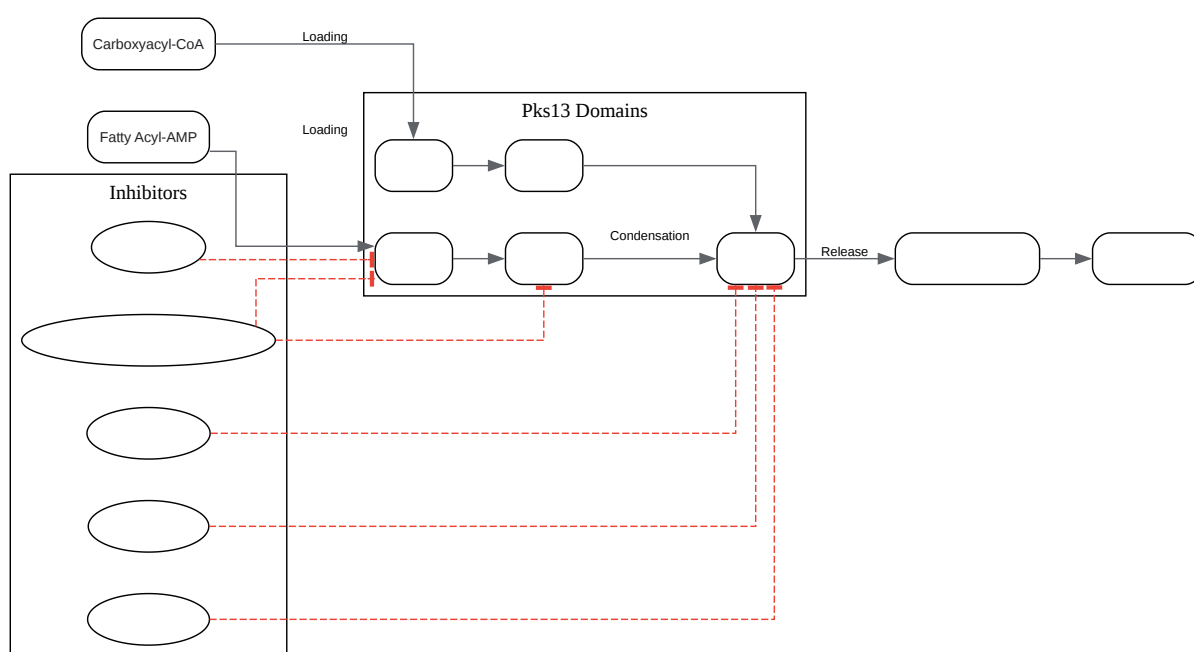 Carboxyacyl-CoA
Loading
Pks13 Domains
Fatty Acyl-AMP
Loading
Inhibitors
Condensation
Release